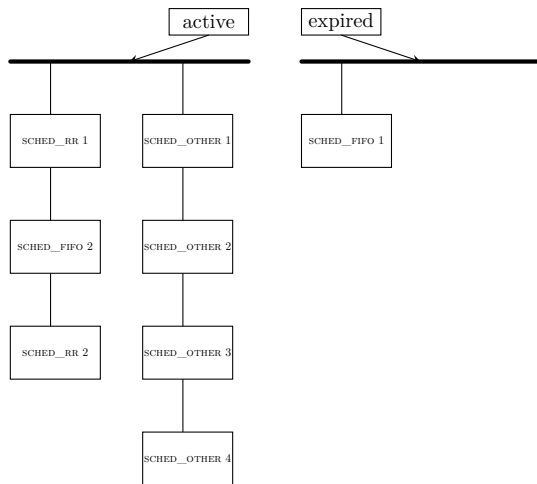 active
expired
SCHED_RR 1
SCHED_OTHER 1
SCHED_FIFO 1
SCHED_FIFO 2
SCHED_OTHER 2
SCHED_RR 2
SCHED_OTHER 3
SCHED_OTHER 4